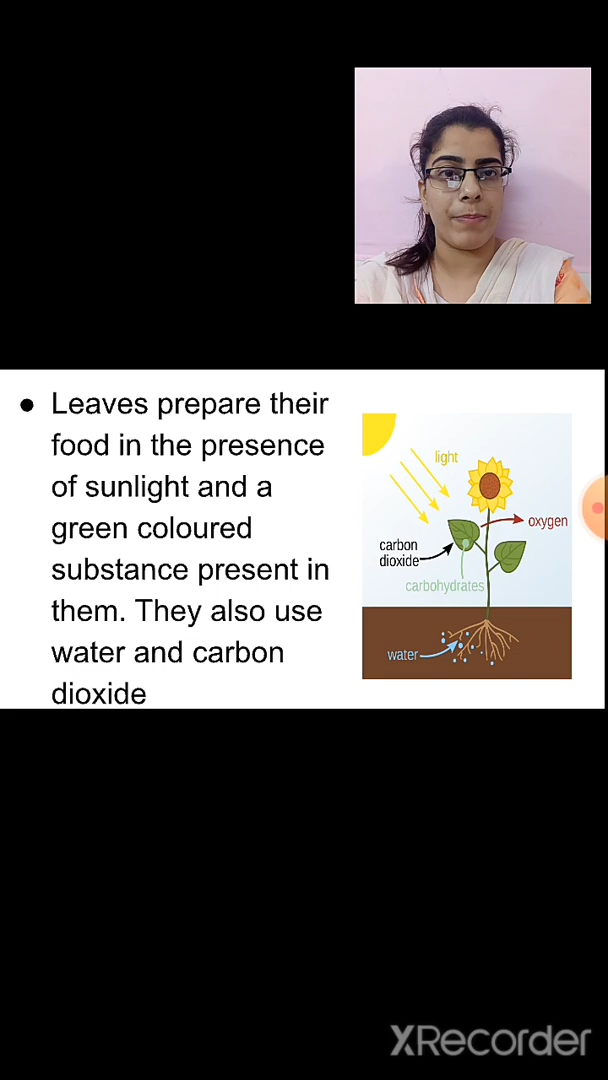 ● Leaves prepare their
food in the presence
of sunlight and a
green coloured
substance present in
them. They also use
water and carbon
dioxide
light
oxygen
carbon
dioxide
carbohydrates
water
XRecorder